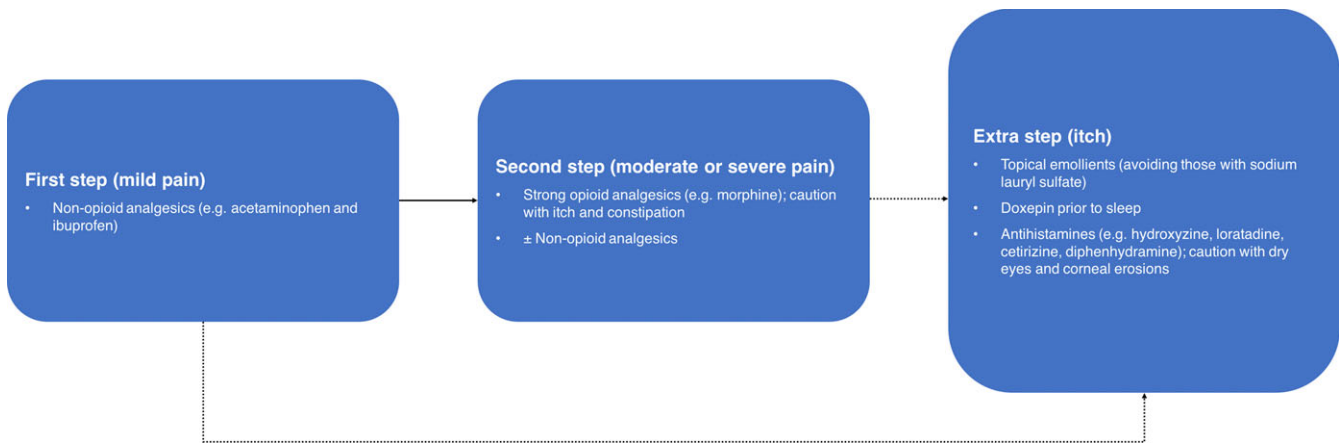 First step (mild pain)
• Non-opioid analgesics (e.g. acetaminophen and
ibuprofen)
Second step (moderate or severe pain)
• Strong opioid analgesics (e.g. morphine); caution
with itch and constipation
• ± Non-opioid analgesics
Extra step (itch)
• Topical emollients (avoiding those with sodium
lauryl sulfate)
• Doxepin prior to sleep
• Antihistamines (e.g. hydroxyzine, loratadine,
cetirizine, diphenhydramine); caution with dry
eyes and corneal erosions